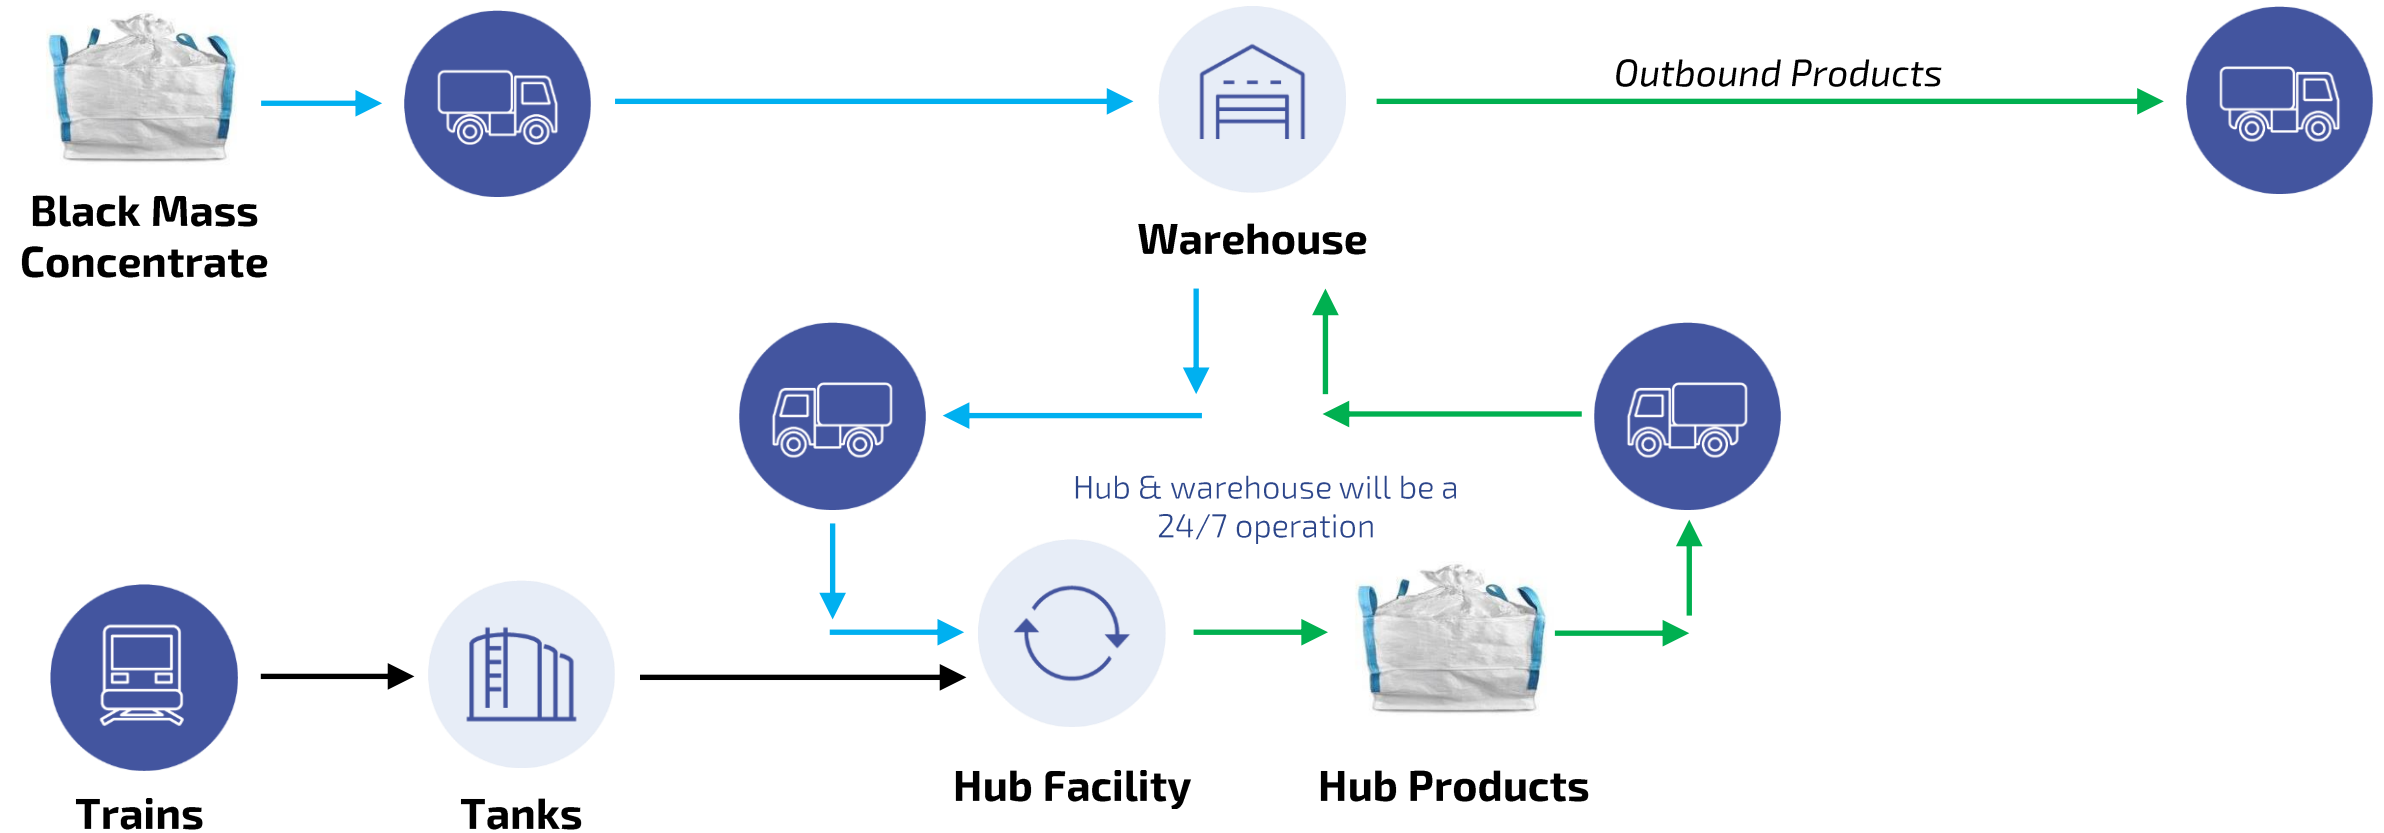 Outbound Products
Black Mass
Concentrate
Warehouse
Hub & warehouse will be a
24/7 operation
Trains
Tanks
Hub Facility
Hub Products